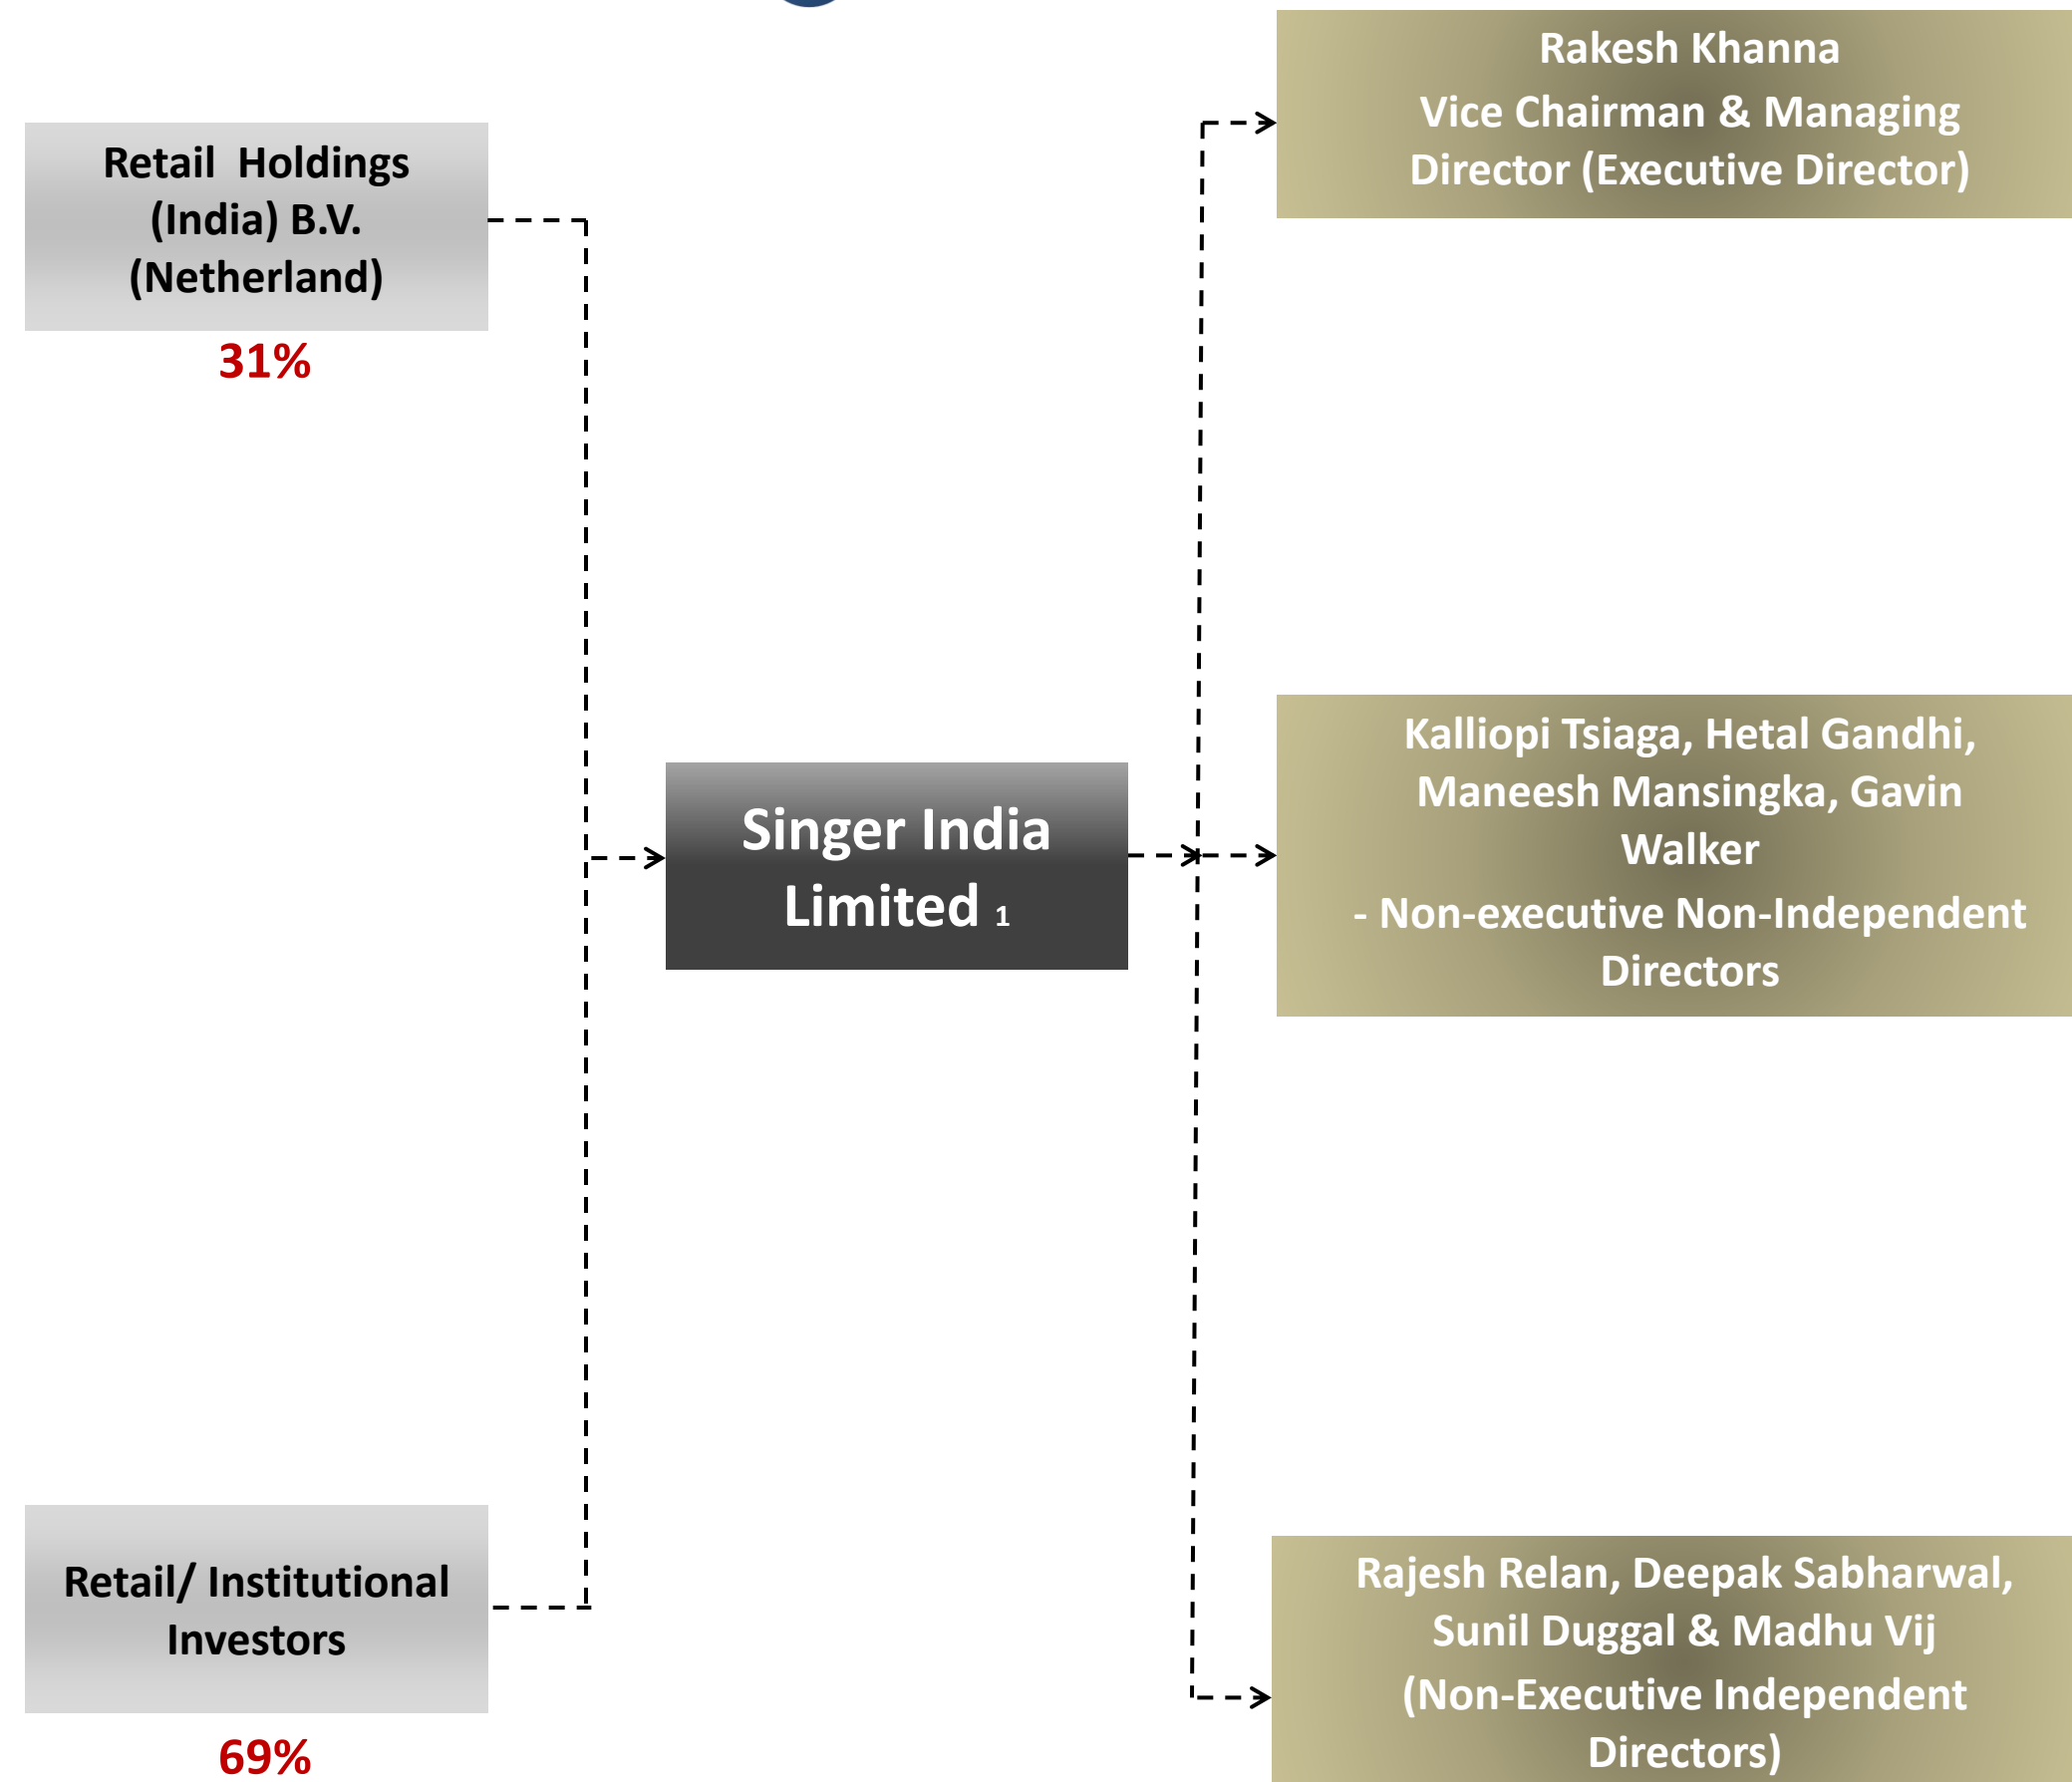 Retail Holdings
(India) B.V.
(Netherland)
31%
Retail/ Institutional
Investors
69%
Singer India
Limited 1
Rakesh Khanna
Vice Chairman & Managing
Director (Executive Director)
Kalliopi Tsiaga, Hetal Gandhi,
Maneesh Mansingka, Gavin
Walker
- Non-executive Non-Independent
Directors
Rajesh Relan, Deepak Sabharwal,
Sunil Duggal & Madhu Vij
(Non-Executive Independent
Directors)